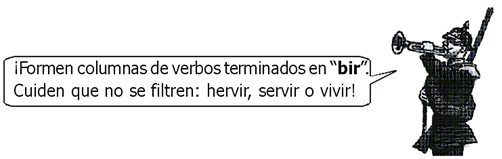 ¡Formen columnas de verbos terminados en “bir”.
Cuiden que no se filtren: hervir, servir o vivir!